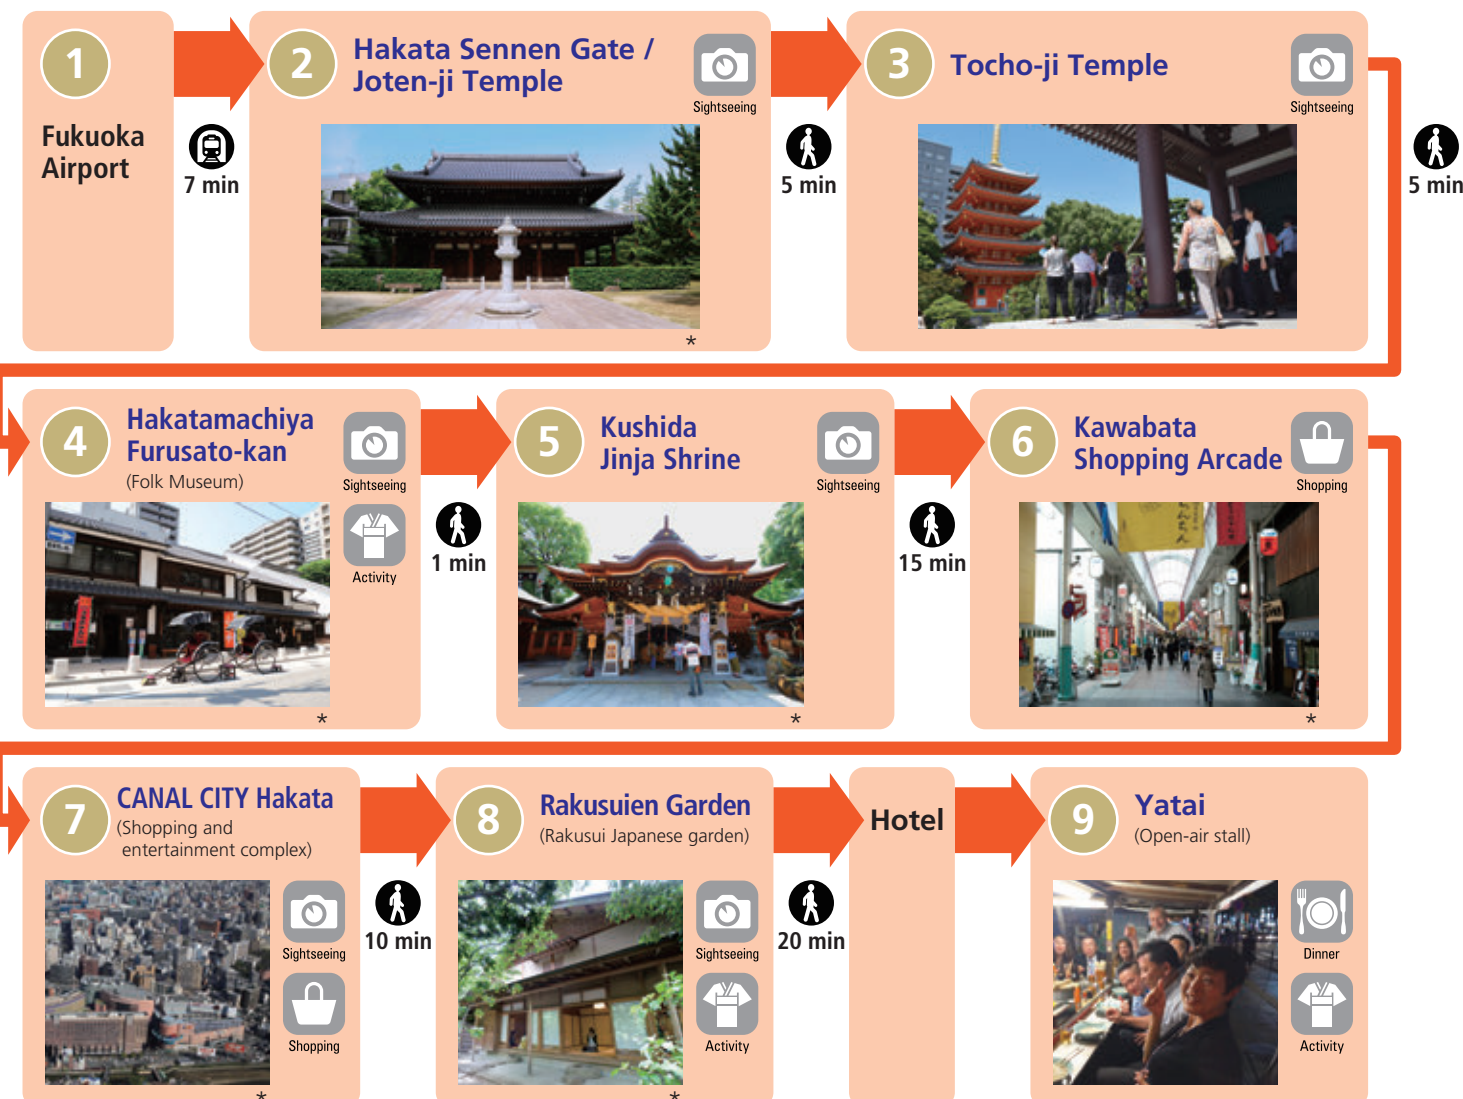 1
Fukuoka
Airport
7 min
2
Hakata Sennen Gate /
Joten-ji Temple
Sightseeing
*
5 min
3
Tocho-ji Temple
Sightseeing
5 min
4
Hakatamachiya
Furusato-kan
(Folk Museum)
Sightseeing
Activity
*
1 min
5
Kushida
Jinja Shrine
Sightseeing
*
15 min
6
Kawabata
Shopping Arcade
Shopping
*
7
CANAL CITY Hakata
(Shopping and
entertainment complex)
Sightseeing
Shopping
*
10 min
8
Rakusuien Garden
(Rakusui Japanese garden)
Sightseeing
Activity
*
20 min
Hotel
9
Yatai
(Open-air stall)
Dinner
Activity